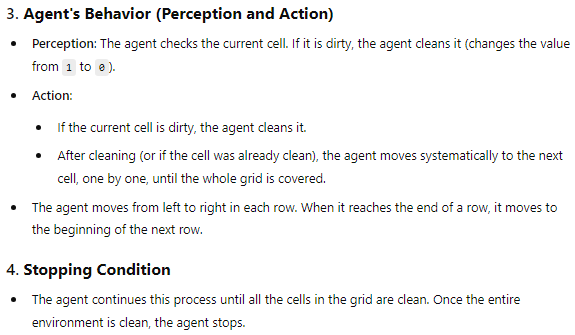 3. Agent's Behavior (Perception and Action)
• Perception: The agent checks the current cell. If it is dirty, the agent cleans it (changes the value
from 1 to 0).
• Action:
• If the current cell is dirty, the agent cleans it.
• After cleaning (or if the cell was already clean), the agent moves systematically to the next
cell, one by one, until the whole grid is covered.
• The agent moves from left to right in each row. When it reaches the end of a row, it moves to
the beginning of the next row.
4. Stopping Condition
• The agent continues this process until all the cells in the grid are clean. Once the entire
environment is clean, the agent stops.